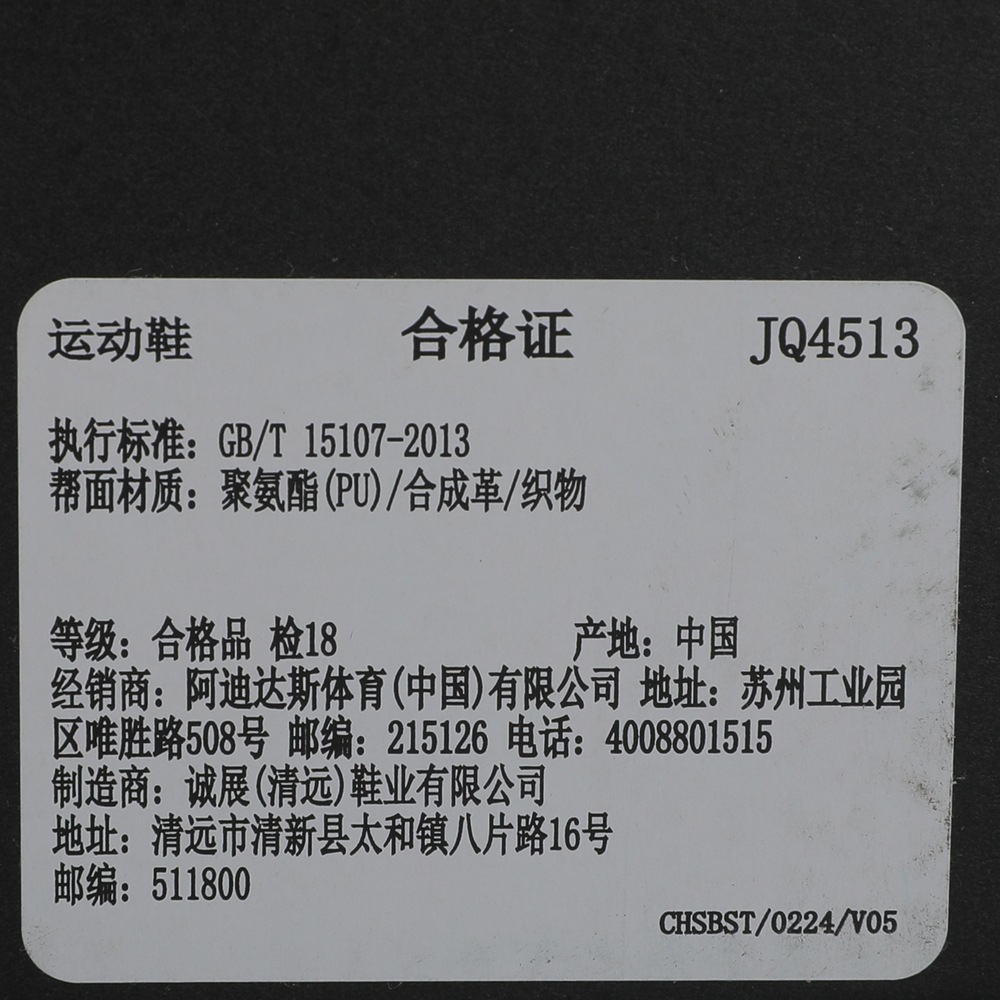 运动鞋 合格证 JQ4513
执行标准：GB/T 15107-2013
帮面材质：聚氨酯(PU)/合成革/织物
等级：合格品 检18 产地：中国
经销商：阿迪达斯体育(中国)有限公司 地址：苏州工业园
区唯胜路508号 邮编：215126 电话：4008801515
制造商：诚展(清远)鞋业有限公司
地址：清远市清新县太和镇八片路16号
邮编：511800
CHSBST/0224/V05